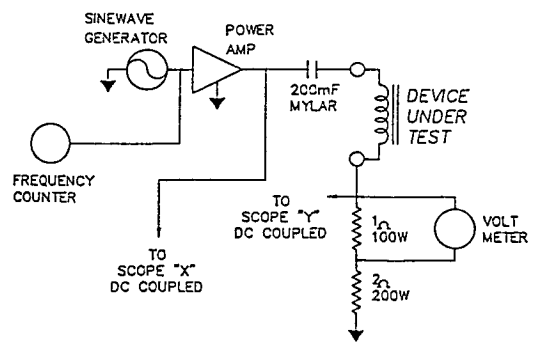 SINEWAVE
GENERATOR
POWER
AMP
200mF
MYLAR
DEVICE
UNDER
TEST
FREQUENCY
COUNTER
TO
SCOPE "X"
DC COUPLED
TO
SCOPE "Y"
DC COUPLED
1Ω
100W
VOLT
METER
2Ω
200W